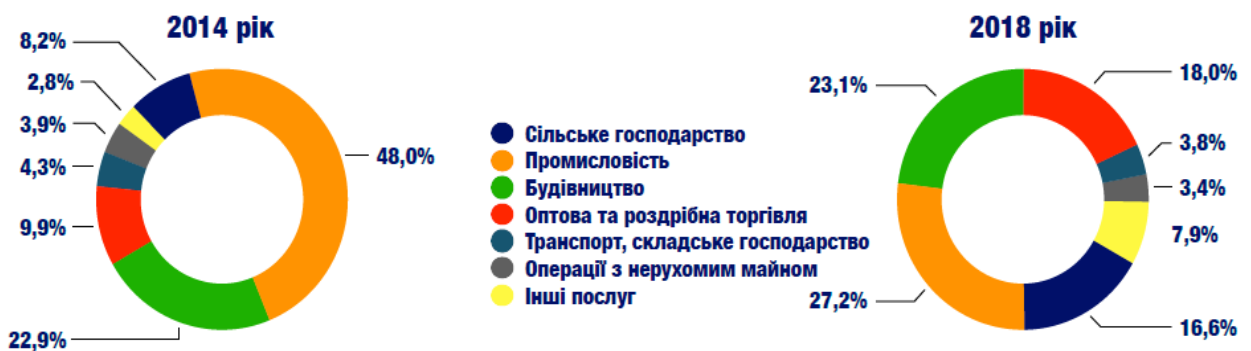 2014 рік
8,2%
2,8%
3,9%
4,3%
9,9%
22,9%
48,0%
Сільське господарство
Промисловість
Будівництво
Оптова та роздрібна торгівля
Транспорт, складське господарство
Операції з нерухомим майном
Інші послуг
2018 рік
23,1%
27,2%
18,0%
3,8%
3,4%
7,9%
16,6%